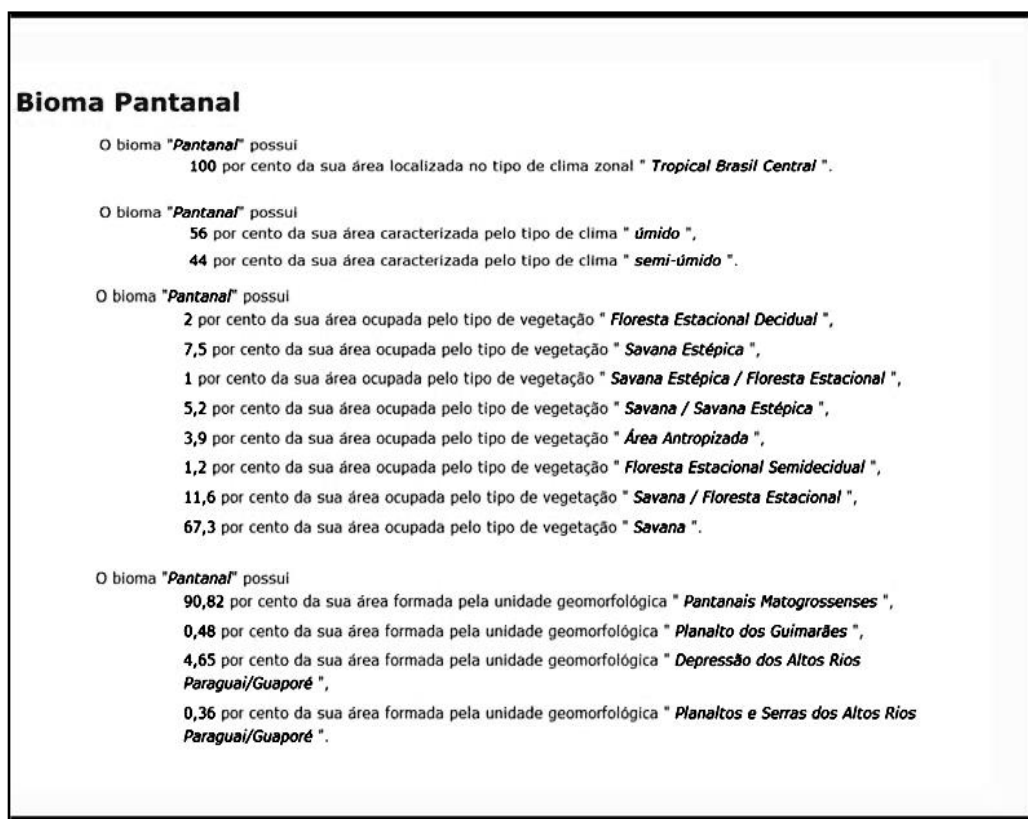 Bioma Pantanal
O bioma "Pantanal" possui
100 por cento da sua área localizada no tipo de clima zonal " Tropical Brasil Central ".
O bioma "Pantanal" possui
56 por cento da sua área caracterizada pelo tipo de clima " úmido ",
44 por cento da sua área caracterizada pelo tipo de clima " semi-úmido ".
O bioma "Pantanal" possui
2 por cento da sua área ocupada pelo tipo de vegetação " Floresta Estacional Decidual ",
7,5 por cento da sua área ocupada pelo tipo de vegetação " Savana Estépica ",
1 por cento da sua área ocupada pelo tipo de vegetação " Savana Estépica / Floresta Estacional ",
5,2 por cento da sua área ocupada pelo tipo de vegetação " Savana / Savana Estépica ",
3,9 por cento da sua área ocupada pelo tipo de vegetação " Área Antropizada ",
1,2 por cento da sua área ocupada pelo tipo de vegetação " Floresta Estacional Semidecidual ",
11,6 por cento da sua área ocupada pelo tipo de vegetação " Savana / Floresta Estacional ",
67,3 por cento da sua área ocupada pelo tipo de vegetação " Savana ".
O bioma "Pantanal" possui
90,82 por cento da sua área formada pela unidade geomorfológica " Pantanais Matogrossenses ",
0,48 por cento da sua área formada pela unidade geomorfológica " Planalto dos Guimarães ",
4,65 por cento da sua área formada pela unidade geomorfológica " Depressão dos Altos Rios
Paraguai/Guaporé ",
0,36 por cento da sua área formada pela unidade geomorfológica " Planaltos e Serras dos Altos Rios
Paraguai/Guaporé ".